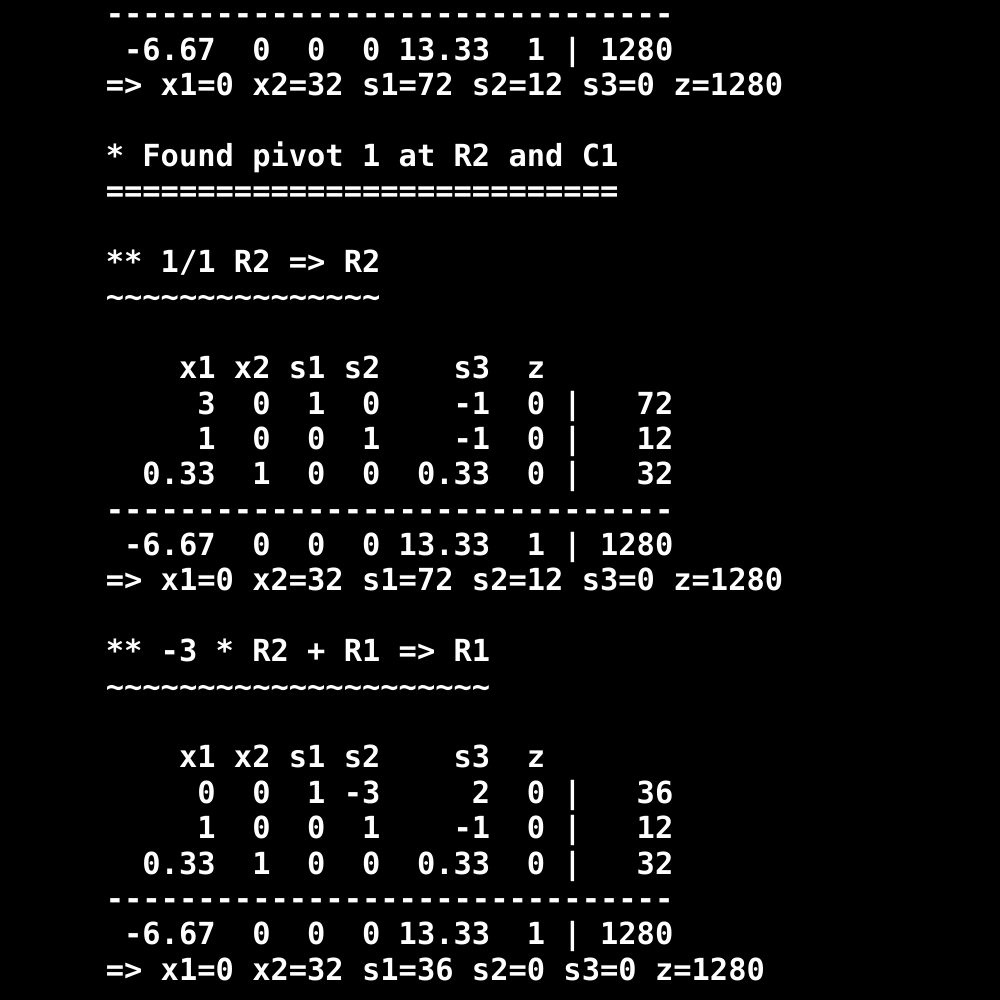 -------------------------------
 -6.67  0  0  0 13.33  1 | 1280
=> x1=0 x2=32 s1=72 s2=12 s3=0 z=1280

* Found pivot 1 at R2 and C1
============================

** 1/1 R2 => R2
~~~~~~~~~~~~~~~

    x1 x2 s1 s2    s3  z
     3  0  1  0    -1  0 |   72
     1  0  0  1    -1  0 |   12
  0.33  1  0  0  0.33  0 |   32
-------------------------------
 -6.67  0  0  0 13.33  1 | 1280
=> x1=0 x2=32 s1=72 s2=12 s3=0 z=1280

** -3 * R2 + R1 => R1
~~~~~~~~~~~~~~~~~~~~~

    x1 x2 s1 s2    s3  z
     0  0  1 -3     2  0 |   36
     1  0  0  1    -1  0 |   12
  0.33  1  0  0  0.33  0 |   32
-------------------------------
 -6.67  0  0  0 13.33  1 | 1280
=> x1=0 x2=32 s1=36 s2=0 s3=0 z=1280